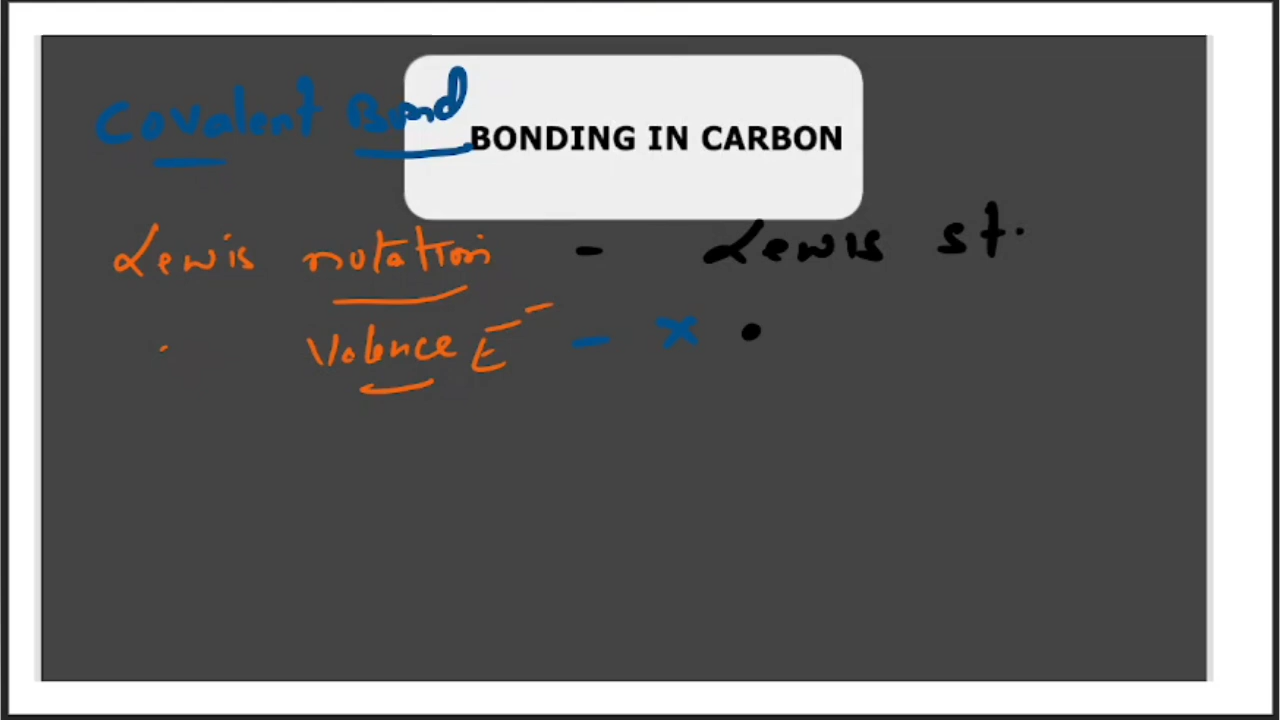 Covalent Bond
BONDING IN CARBON
Lewis notation - Lewis st.
Valence E⁻ - x •